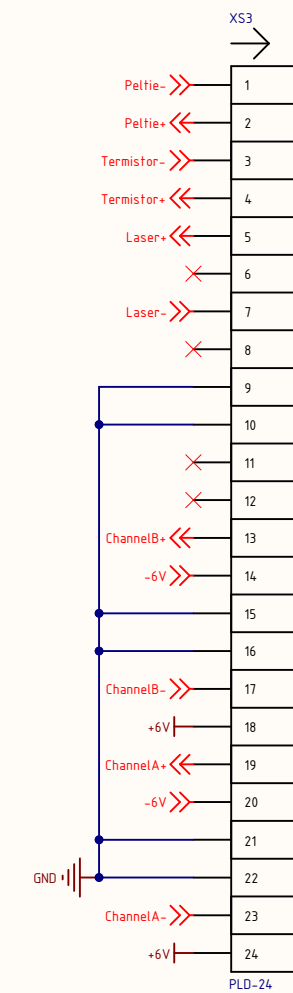 XS3
Peltie- 1
Peltie+ 2
Termistor- 3
Termistor+ 4
Laser+ 5
6
Laser- 7
8
9
10
11
12
ChannelB+ 13
-6V 14
15
16
ChannelB- 17
+6V 18
ChannelA+ 19
-6V 20
21
GND 22
ChannelA- 23
+6V 24
PLD-24